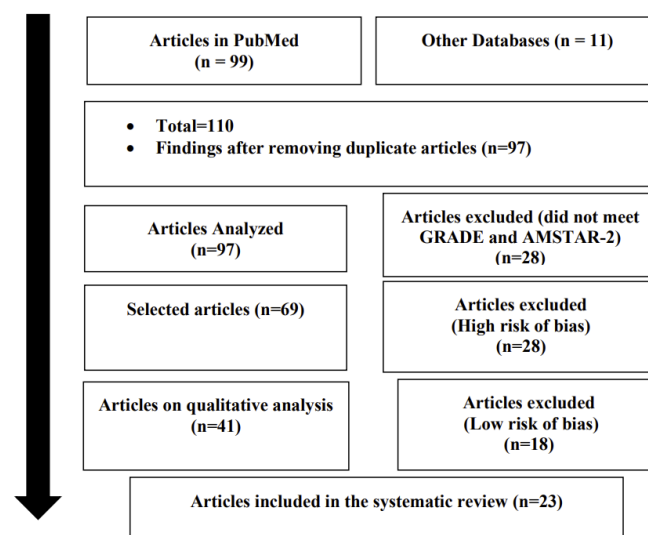 Articles in PubMed
(n = 99)
Other Databases (n = 11)
• Total=110
• Findings after removing duplicate articles (n=97)
Articles Analyzed
(n=97)
Articles excluded (did not meet
GRADE and AMSTAR-2)
(n=28)
Selected articles (n=69)
Articles excluded
(High risk of bias)
(n=28)
Articles on qualitative analysis
(n=41)
Articles excluded
(Low risk of bias)
(n=18)
Articles included in the systematic review (n=23)